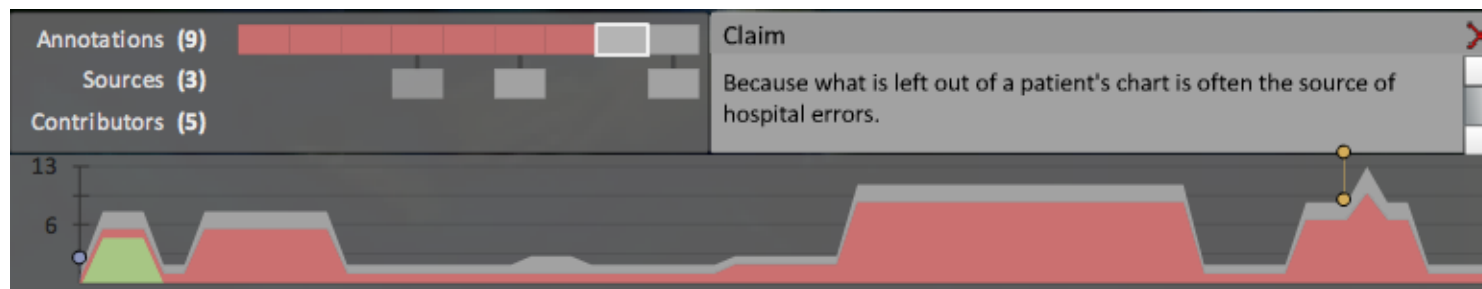 Annotations (9)
Sources (3)
Contributors (5)
Claim
Because what is left out of a patient's chart is often the source of
hospital errors.
13
6